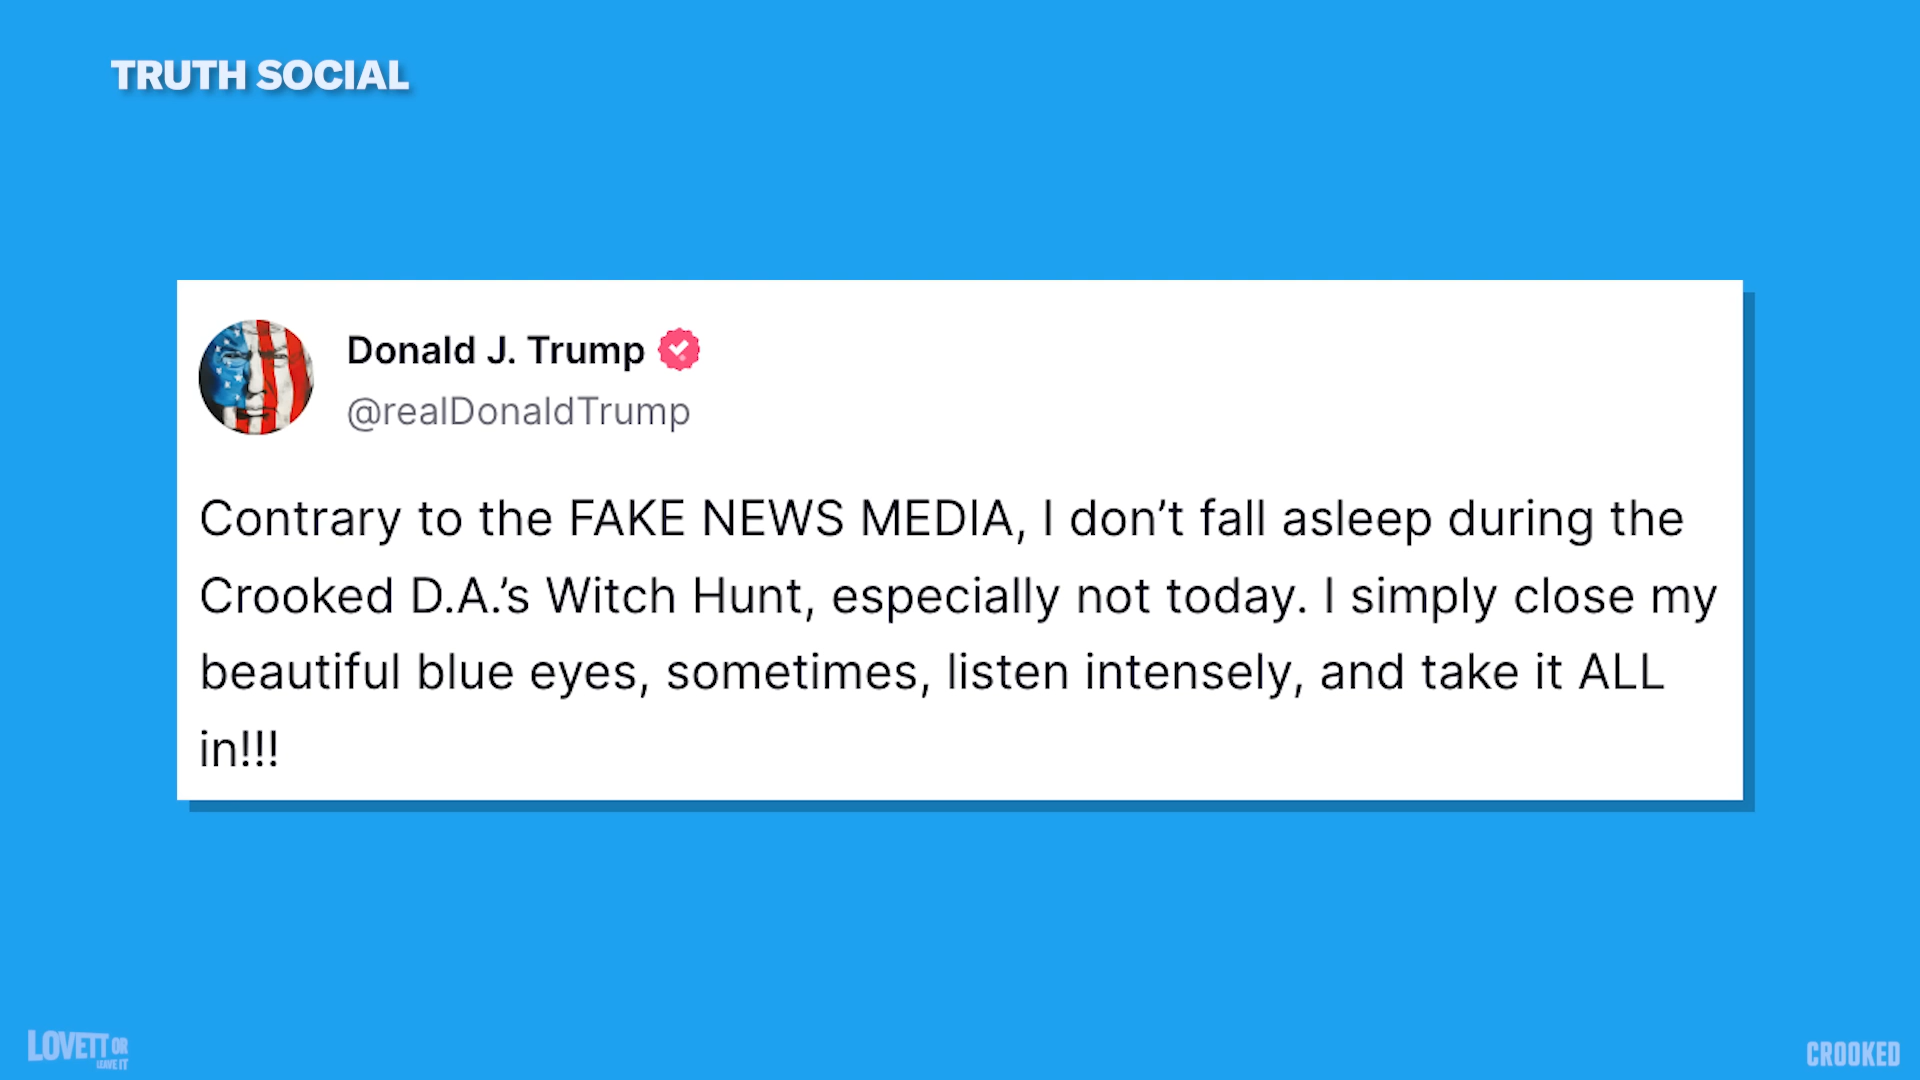 TRUTH SOCIAL
Donald J. Trump
@realDonaldTrump
Contrary to the FAKE NEWS MEDIA, I don’t fall asleep during the
Crooked D.A.’s Witch Hunt, especially not today. I simply close my
beautiful blue eyes, sometimes, listen intensely, and take it ALL
in!!!
LOVETT OR
LEAVE IT
CROOKED